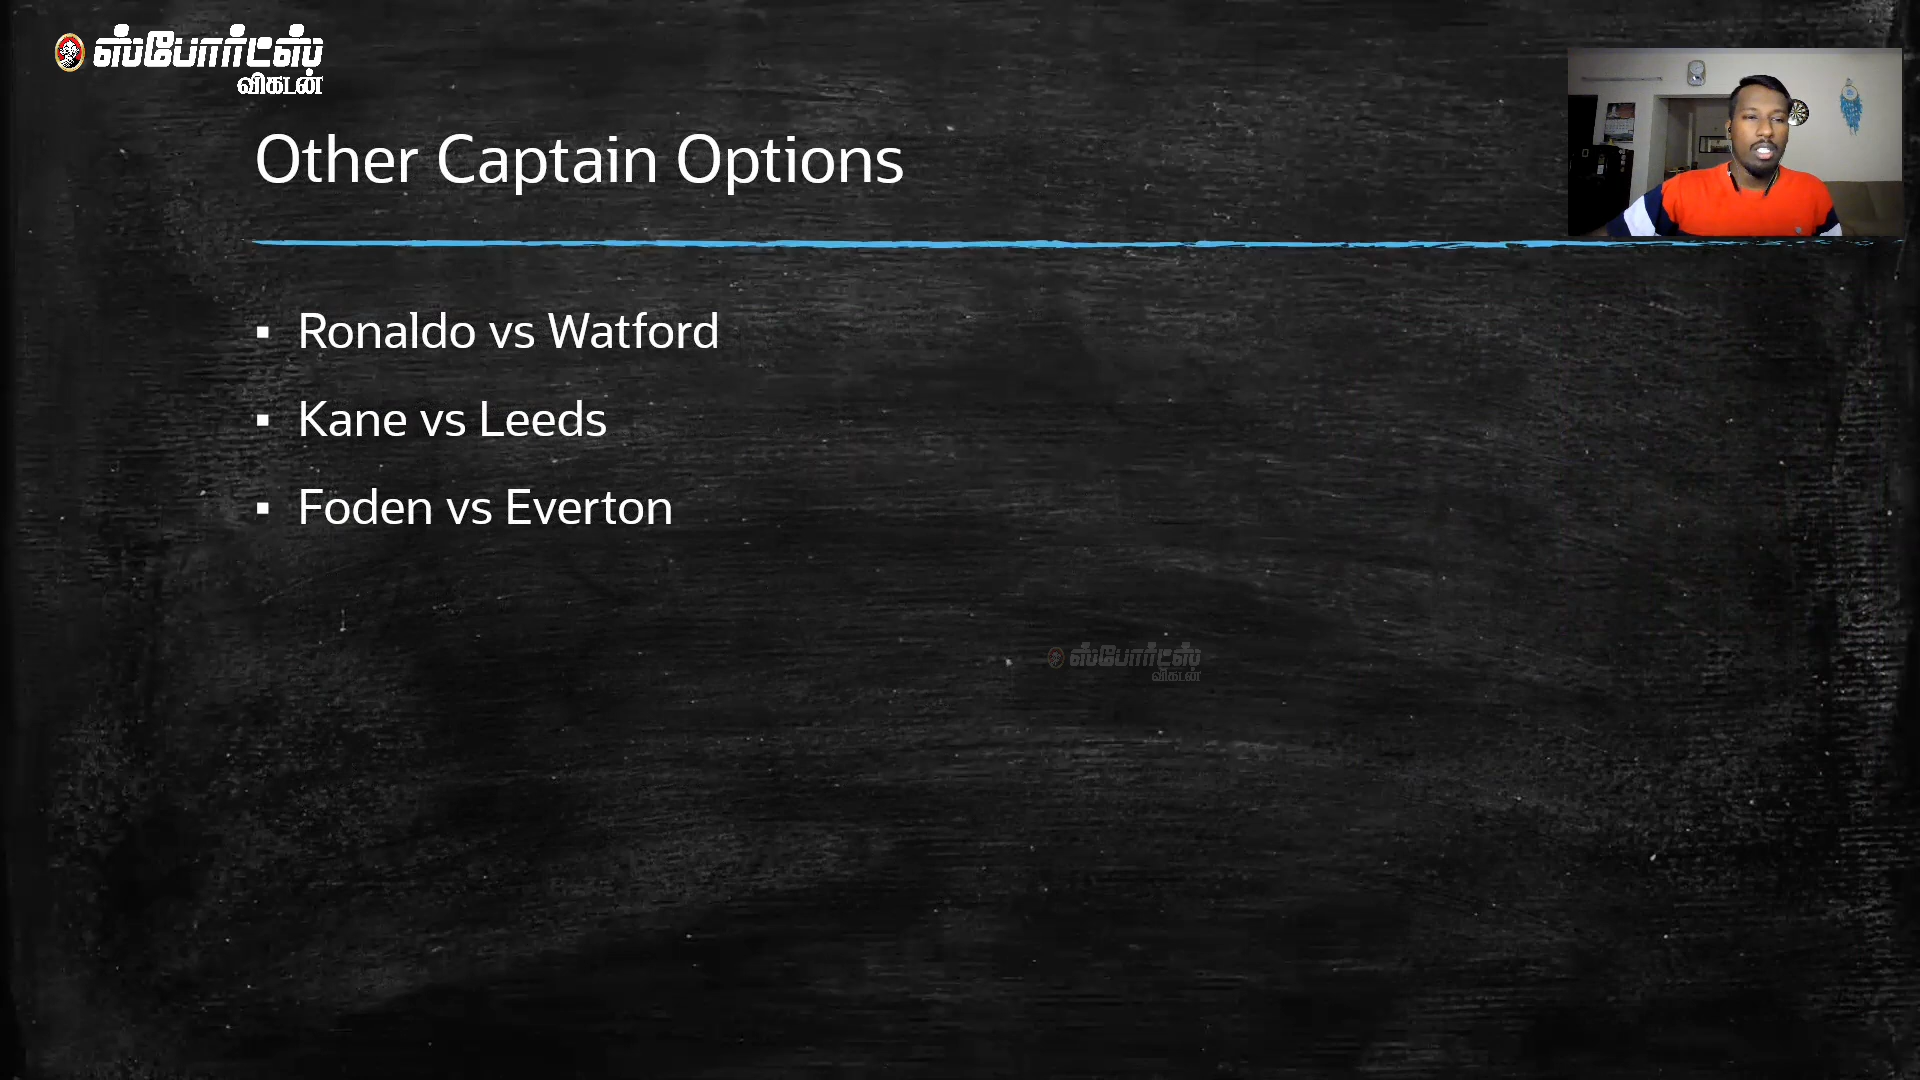 ஸ்போர்ட்ஸ்
விகடன்
Other Captain Options
▪ Ronaldo vs Watford
▪ Kane vs Leeds
▪ Foden vs Everton
ஸ்போர்ட்ஸ்
விகடன்